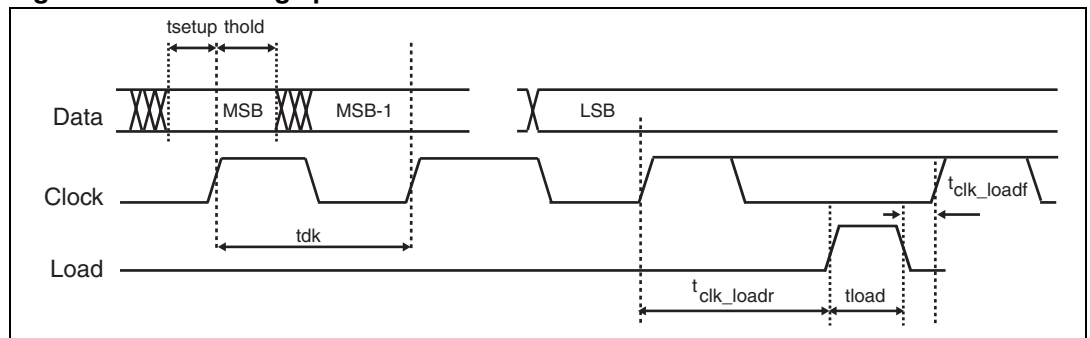 tsetup thold
Data MSB MSB-1 LSB
Clock tclk_loadf
tdk
Load
tclk_loadr tload